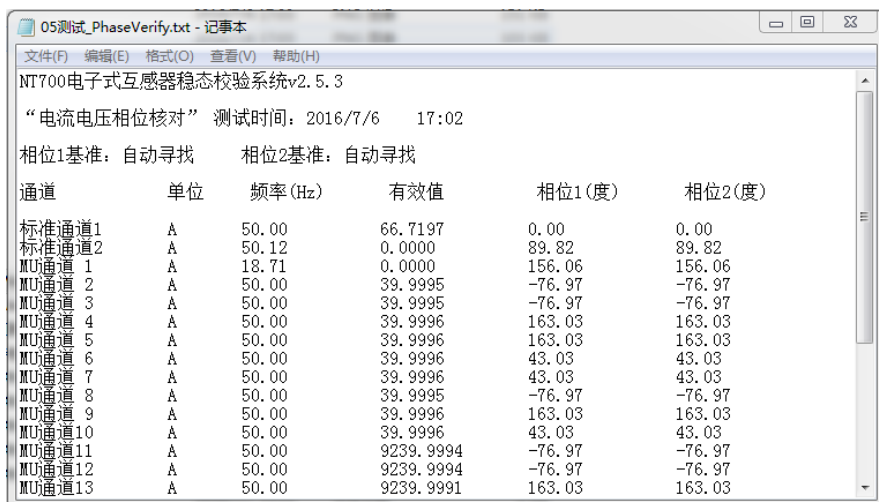 05测试_PhaseVerify.txt - 记事本
文件(F) 编辑(E) 格式(O) 查看(V) 帮助(H)
NT700电子式互感器稳态校验系统v2.5.3
“电流电压相位核对” 测试时间: 2016/7/6 17:02
相位1基准: 自动寻找 相位2基准: 自动寻找
通道 单位 频率(Hz) 有效值 相位1(度) 相位2(度)
标准通道1 A 50.00 66.7197 0.00 0.00
标准通道2 A 50.12 0.0000 89.82 89.82
MU通道 1 A 18.71 0.0000 156.06 156.06
MU通道 2 A 50.00 39.9995 -76.97 -76.97
MU通道 3 A 50.00 39.9995 -76.97 -76.97
MU通道 4 A 50.00 39.9996 163.03 163.03
MU通道 5 A 50.00 39.9996 163.03 163.03
MU通道 6 A 50.00 39.9996 43.03 43.03
MU通道 7 A 50.00 39.9996 43.03 43.03
MU通道 8 A 50.00 39.9995 -76.97 -76.97
MU通道 9 A 50.00 39.9996 163.03 163.03
MU通道10 A 50.00 39.9996 43.03 43.03
MU通道11 A 50.00 9239.9994 -76.97 -76.97
MU通道12 A 50.00 9239.9994 -76.97 -76.97
MU通道13 A 50.00 9239.9991 163.03 163.03